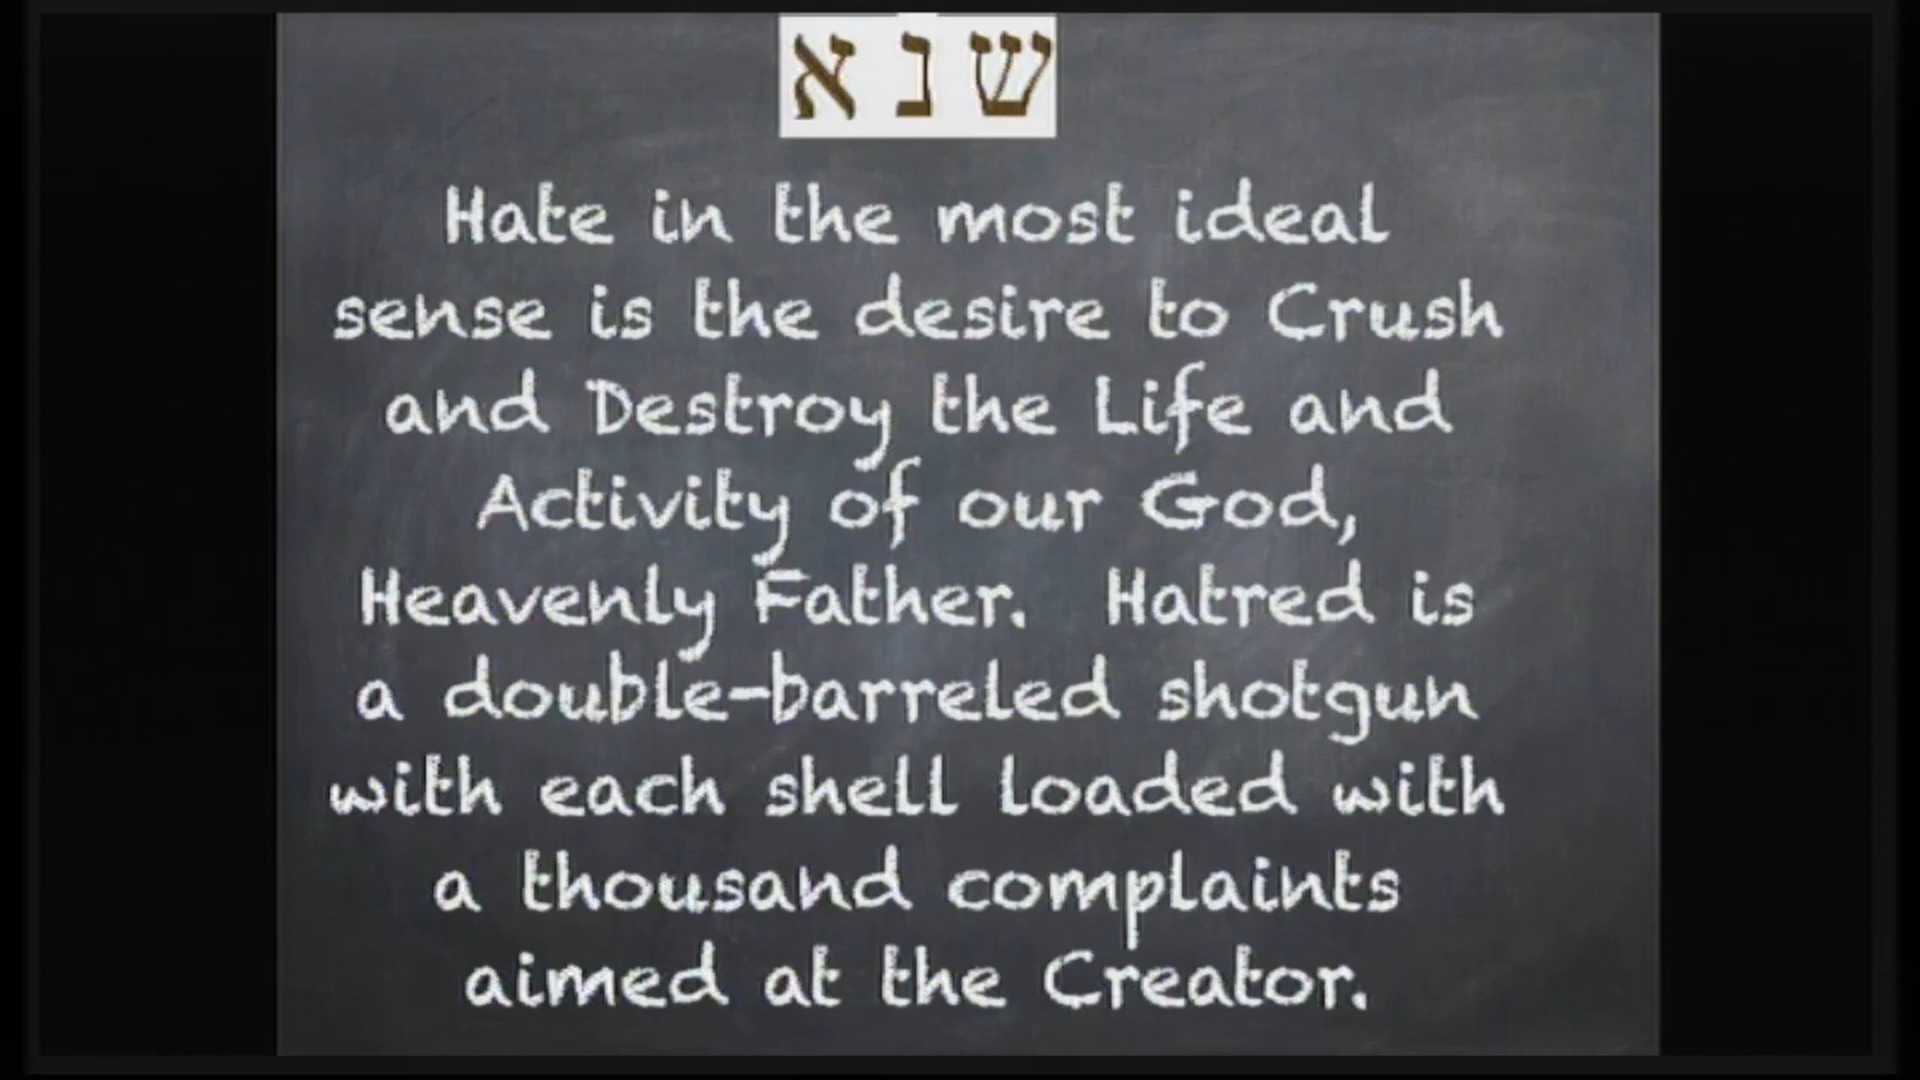 שנא
Hate in the most ideal
sense is the desire to Crush
and Destroy the Life and
Activity of our God,
Heavenly Father. Hatred is
a double-barreled shotgun
with each shell loaded with
a thousand complaints
aimed at the Creator.